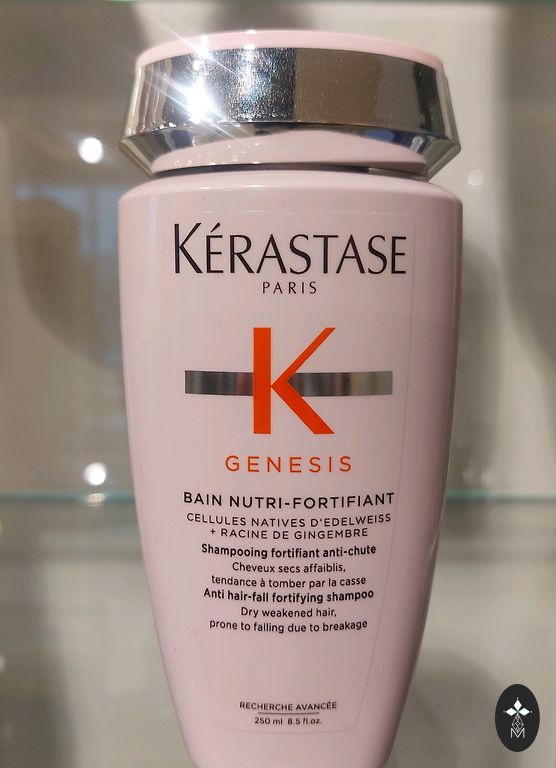 KÉRASTASE
PARIS
K
GENESIS
BAIN NUTRI-FORTIFIANT
CELLULES NATIVES D'EDELWEISS
+ RACINE DE GINGEMBRE
Shampooing fortifiant anti-chute
Cheveux secs affaiblis,
tendance à tomber par la casse
Anti hair-fall fortifying shampoo
Dry weakened hair,
prone to falling due to breakage
RECHERCHE AVANCÉE
250 ml 8.5 fl.oz.
M